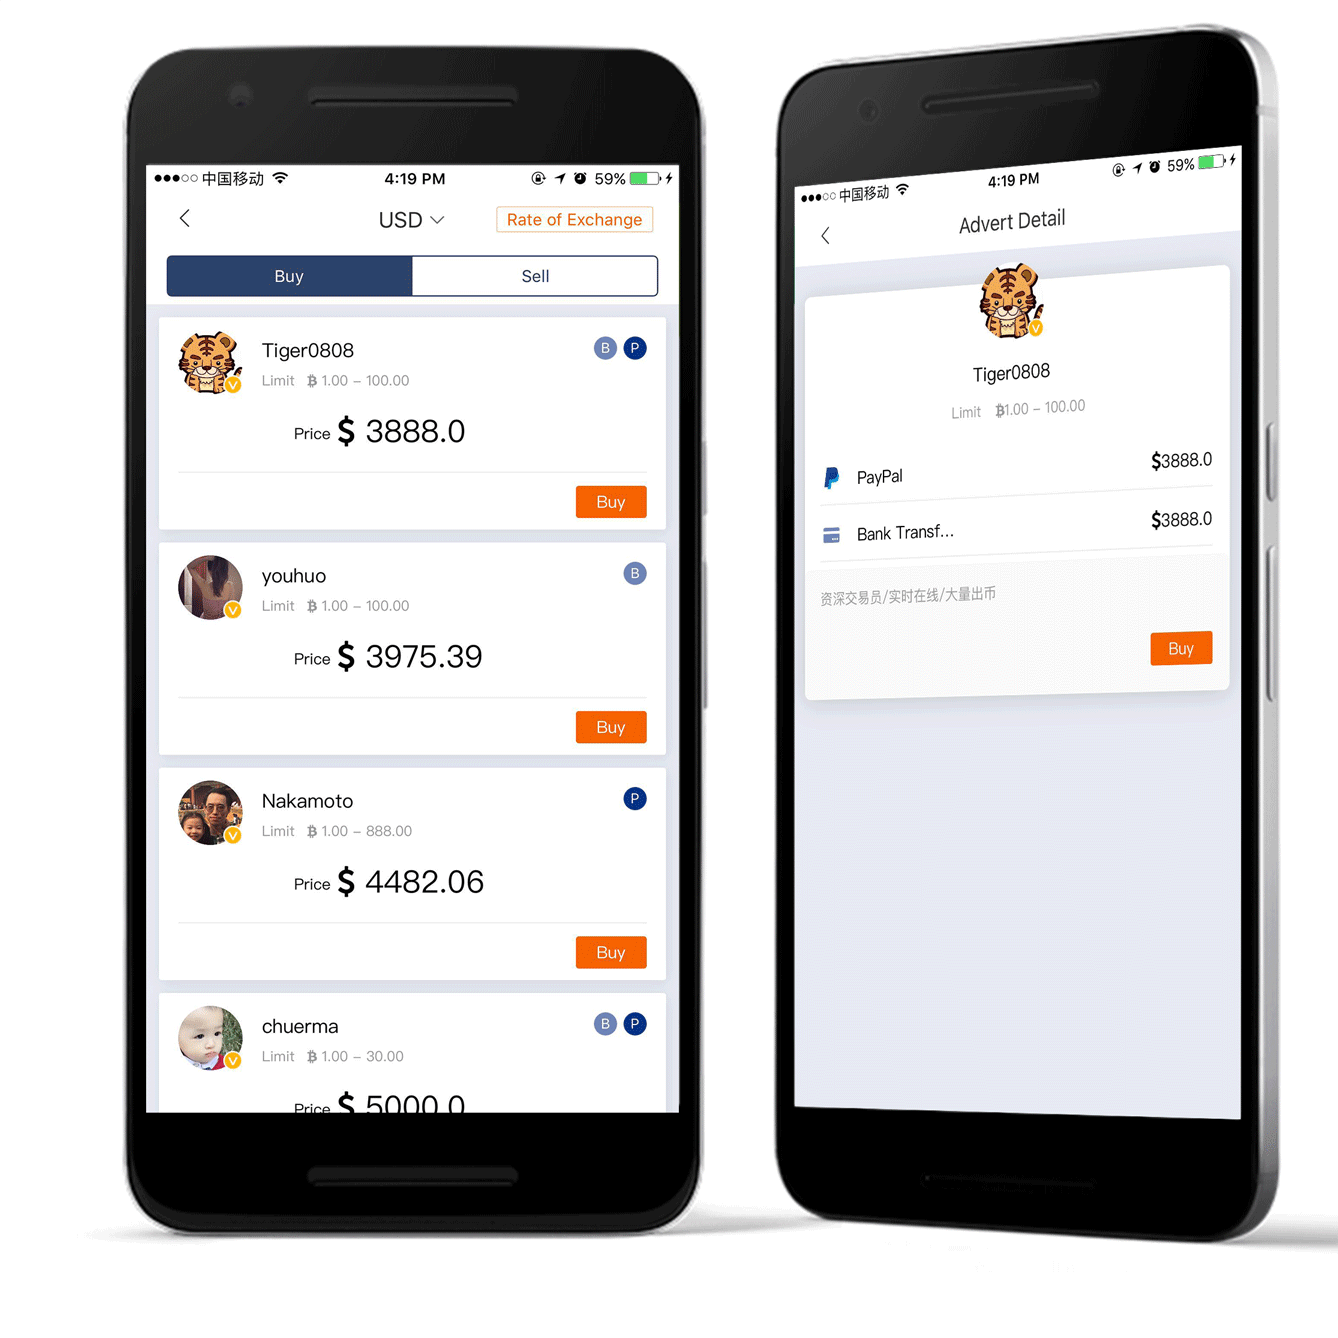 中国移动 4:19 PM 59%
USD Rate of Exchange
Buy Sell
Tiger0808 B P
Limit ₿ 1.00 – 100.00
Price $ 3888.0
Buy
youhuo B
Limit ₿ 1.00 – 100.00
Price $ 3975.39
Buy
Nakamoto P
Limit ₿ 1.00 – 888.00
Price $ 4482.06
Buy
chuerma B P
Limit ₿ 1.00 – 30.00
Price $ 5000.0
中国移动 4:19 PM 59%
Advert Detail
Tiger0808
Limit ₿1.00 – 100.00
PayPal $3888.0
Bank Transf... $3888.0
资深交易员/实时在线/大量出币
Buy